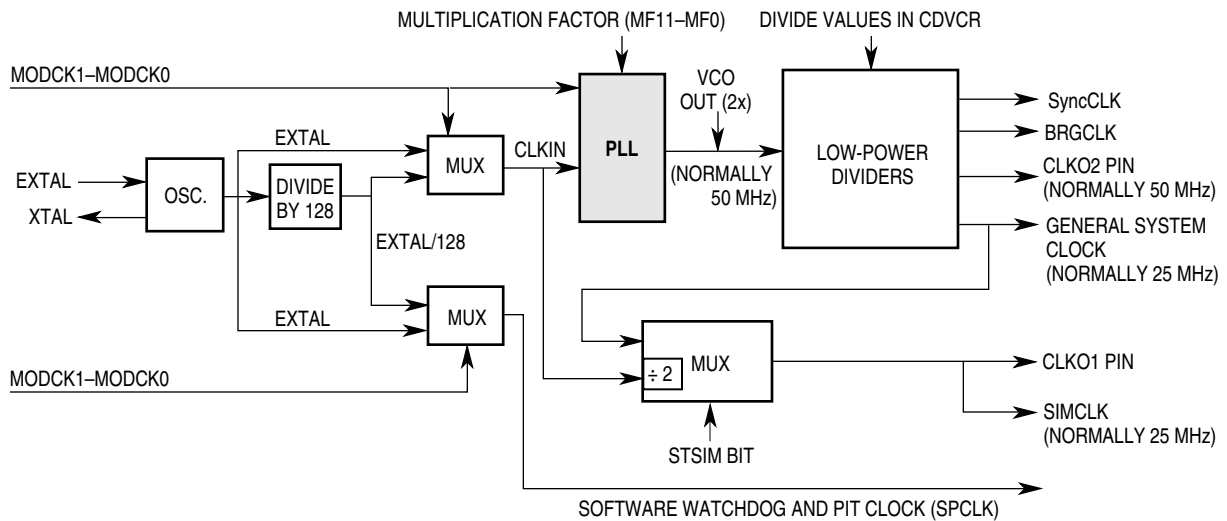 MULTIPLICATION FACTOR (MF11–MF0)
DIVIDE VALUES IN CDVCR
MODCK1–MODCK0
VCO
OUT (2x)
SyncCLK
EXTAL
CLKIN
PLL
BRGCLK
MUX
LOW-POWER
DIVIDERS
EXTAL
XTAL
OSC.
DIVIDE
BY 128
(NORMALLY
50 MHz)
CLKO2 PIN
(NORMALLY 50 MHz)
EXTAL/128
GENERAL SYSTEM
CLOCK
(NORMALLY 25 MHz)
EXTAL
MUX
MODCK1–MODCK0
÷ 2
MUX
CLKO1 PIN
SIMCLK
(NORMALLY 25 MHz)
STSIM BIT
SOFTWARE WATCHDOG AND PIT CLOCK (SPCLK)